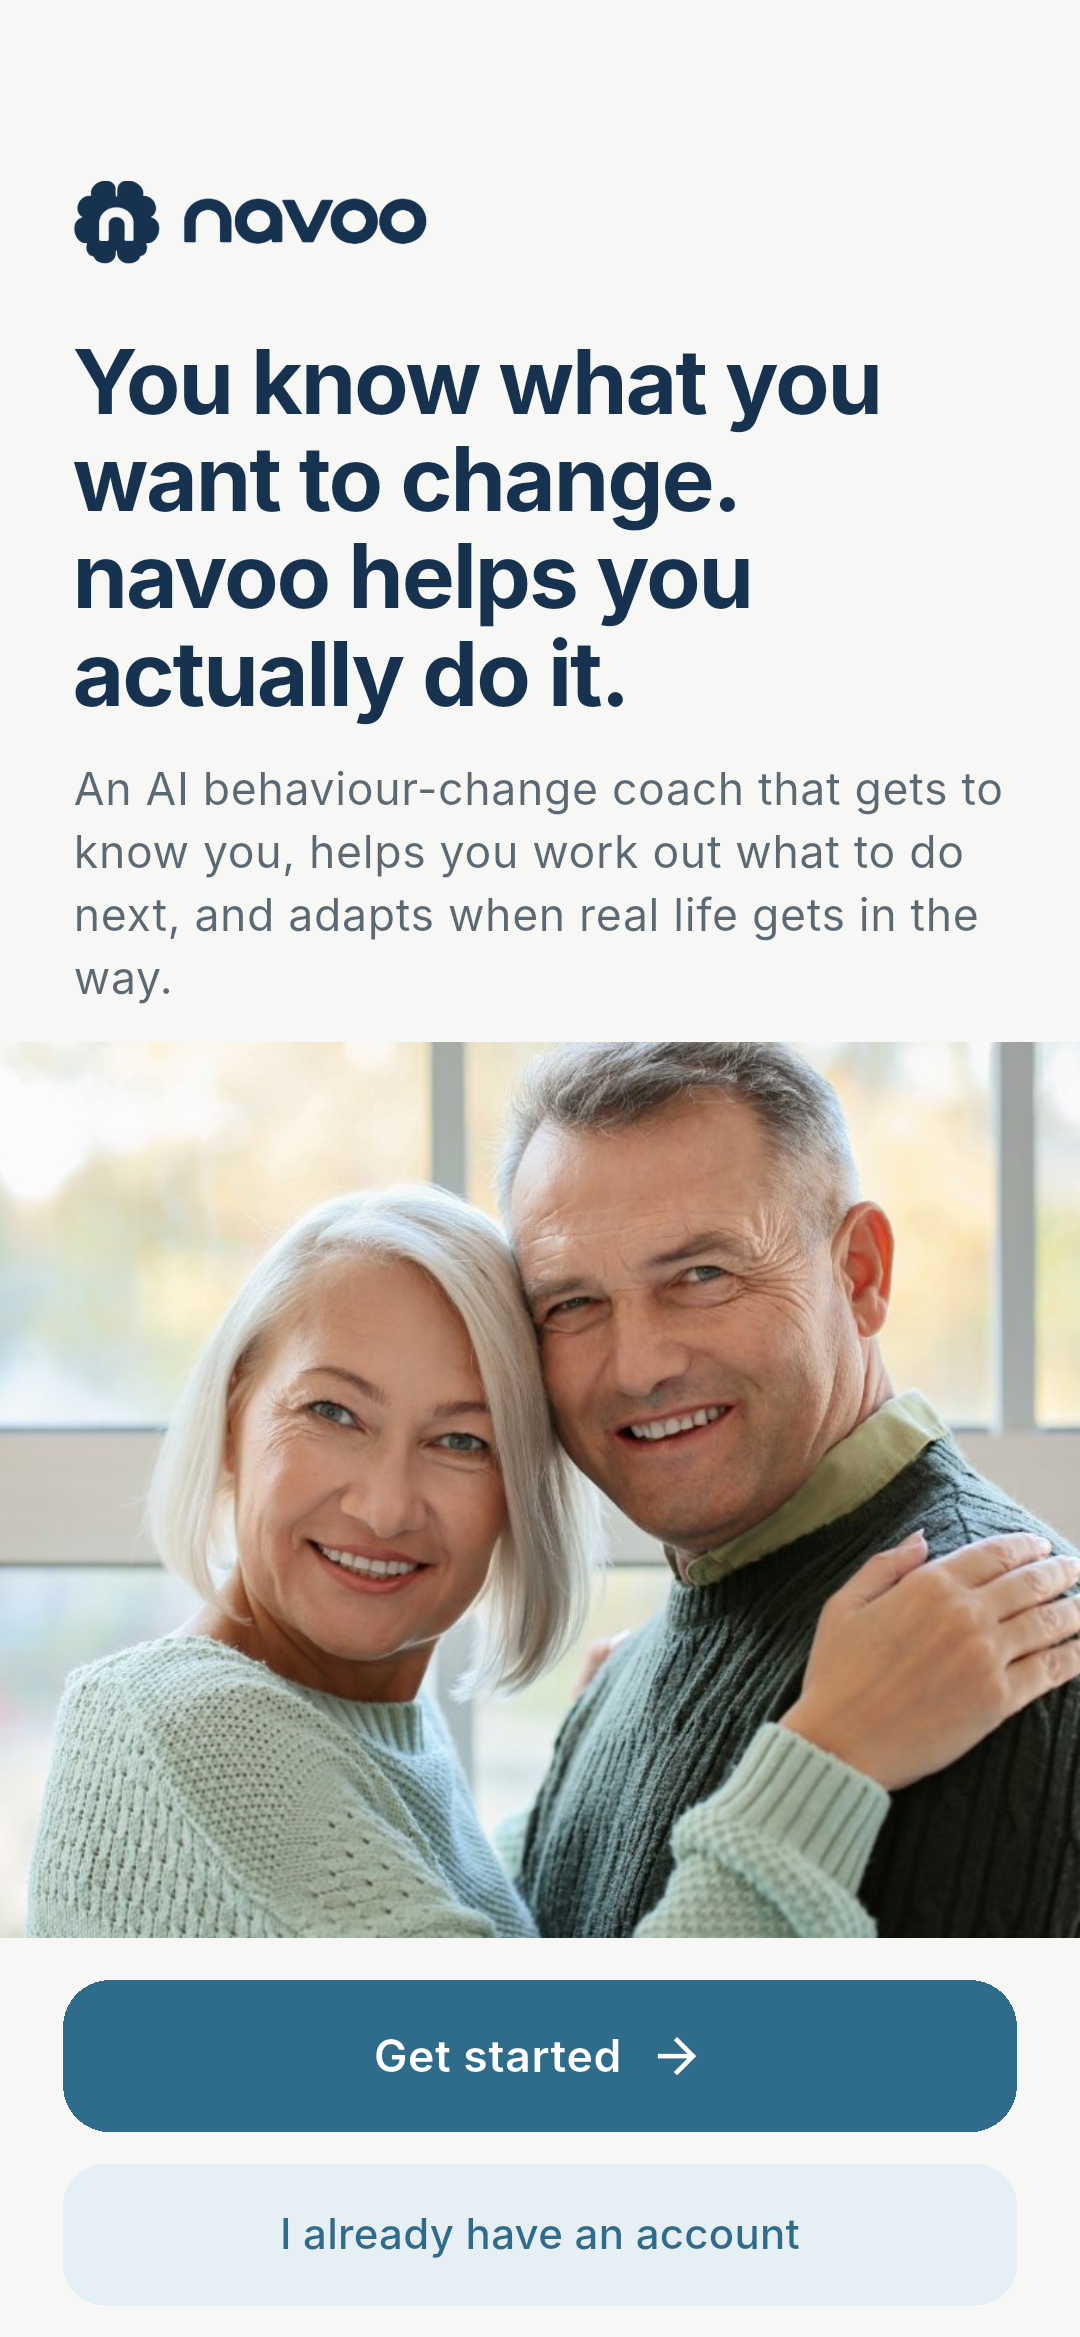 navoo
You know what you
want to change.
navoo helps you
actually do it.
An AI behaviour-change coach that gets to
know you, helps you work out what to do
next, and adapts when real life gets in the
way.
Get started →
I already have an account